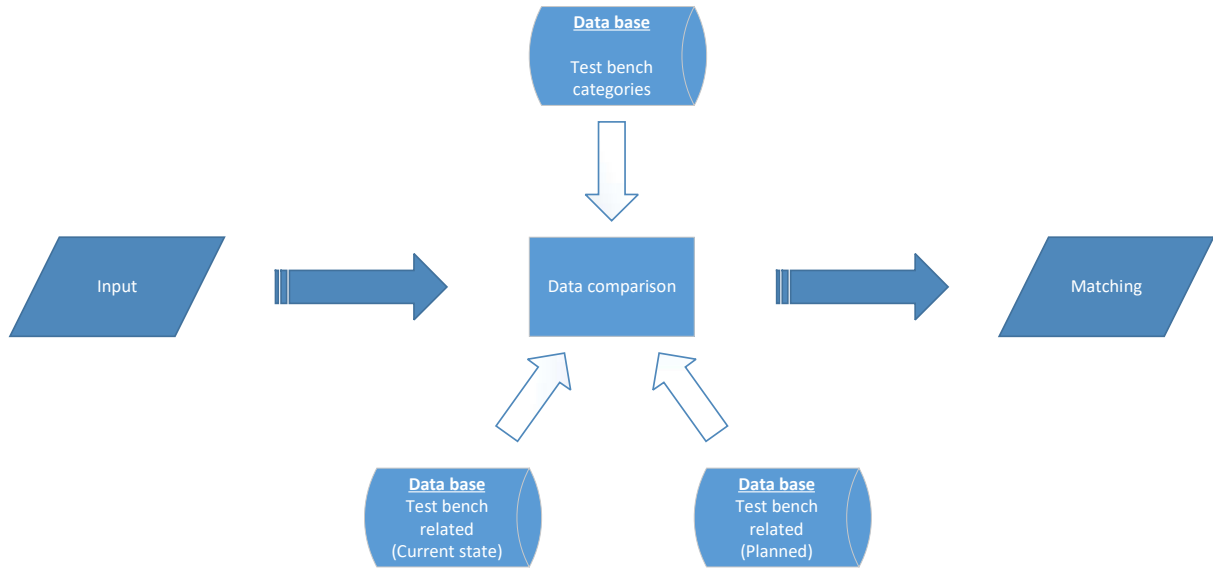 Data base
Test bench
categories
Input
Data comparison
Matching
Data base
Test bench
related
(Current state)
Data base
Test bench
related
(Planned)